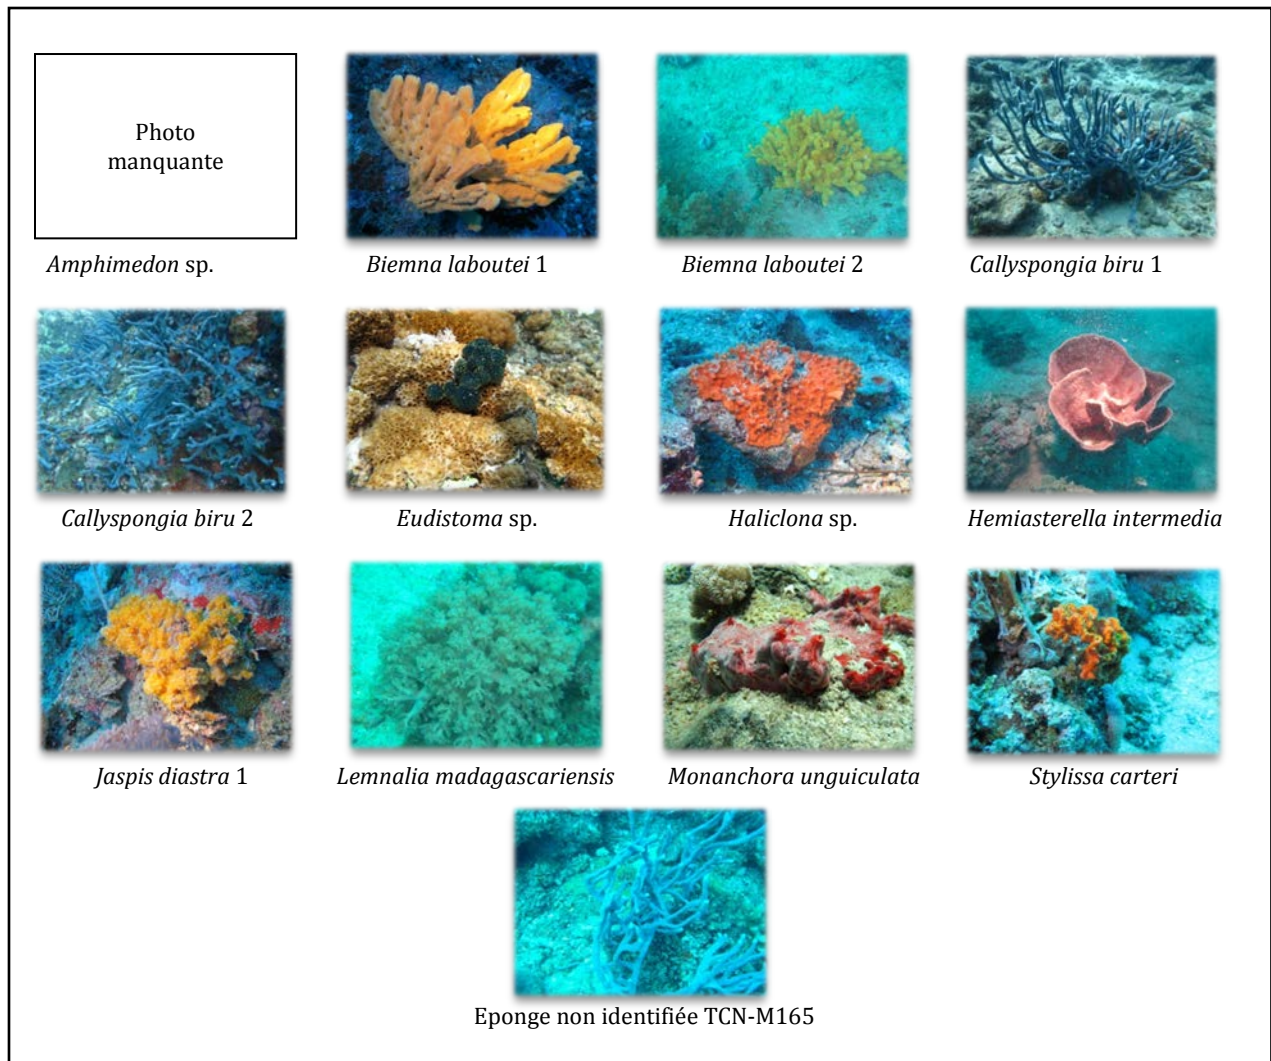 Photo
manquante
Amphimedon sp.
Biemna laboutei 1
Biemna laboutei 2
Callyspongia biru 1
Callyspongia biru 2
Eudistoma sp.
Haliclona sp.
Hemiasterella intermedia
Jaspis diastra 1
Lemnalia madagascariensis
Monanchora unguiculata
Stylissa carteri
Eponge non identifiée TCN-M165